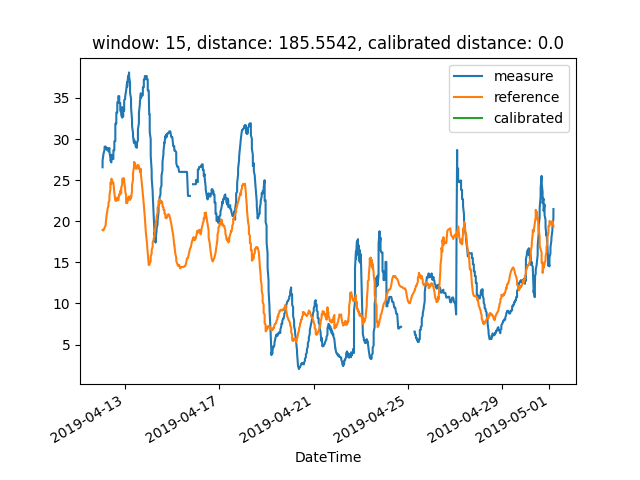 window: 15, distance: 185.5542, calibrated distance: 0.0
measure
reference
calibrated
35
30
25
20
15
10
5
2019-04-13
2019-04-17
2019-04-21
2019-04-25
2019-04-29
2019-05-01
DateTime